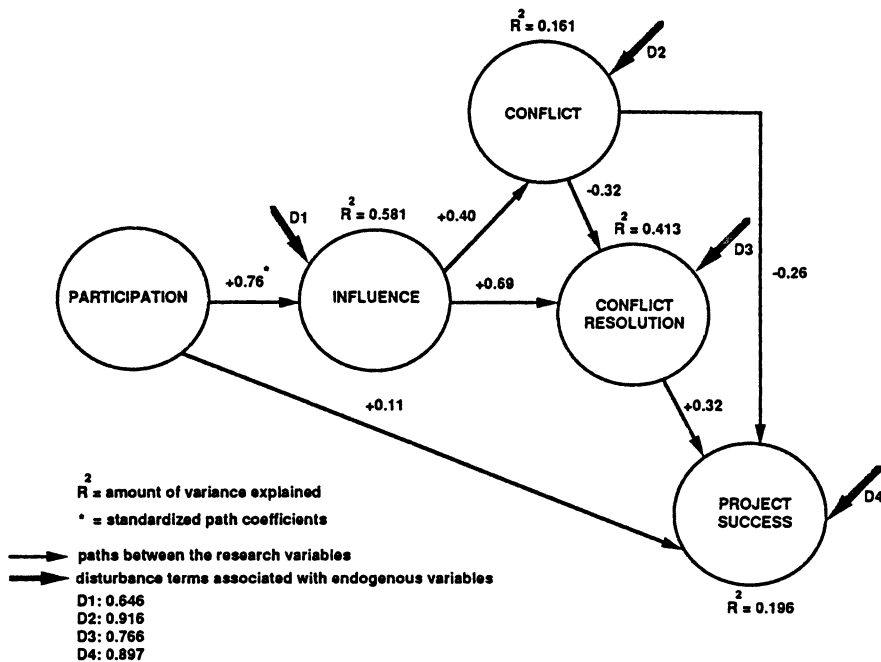 R² = 0.161
D2
CONFLICT
D1
R² = 0.581
+0.40
-0.32
R² = 0.413
D3
PARTICIPATION
+0.76*
INFLUENCE
+0.69
CONFLICT
RESOLUTION
-0.26
+0.11
+0.32
PROJECT
SUCCESS
D4
R² = 0.196
R² = amount of variance explained
* = standardized path coefficients
paths between the research variables
disturbance terms associated with endogenous variables
D1: 0.646
D2: 0.916
D3: 0.766
D4: 0.897